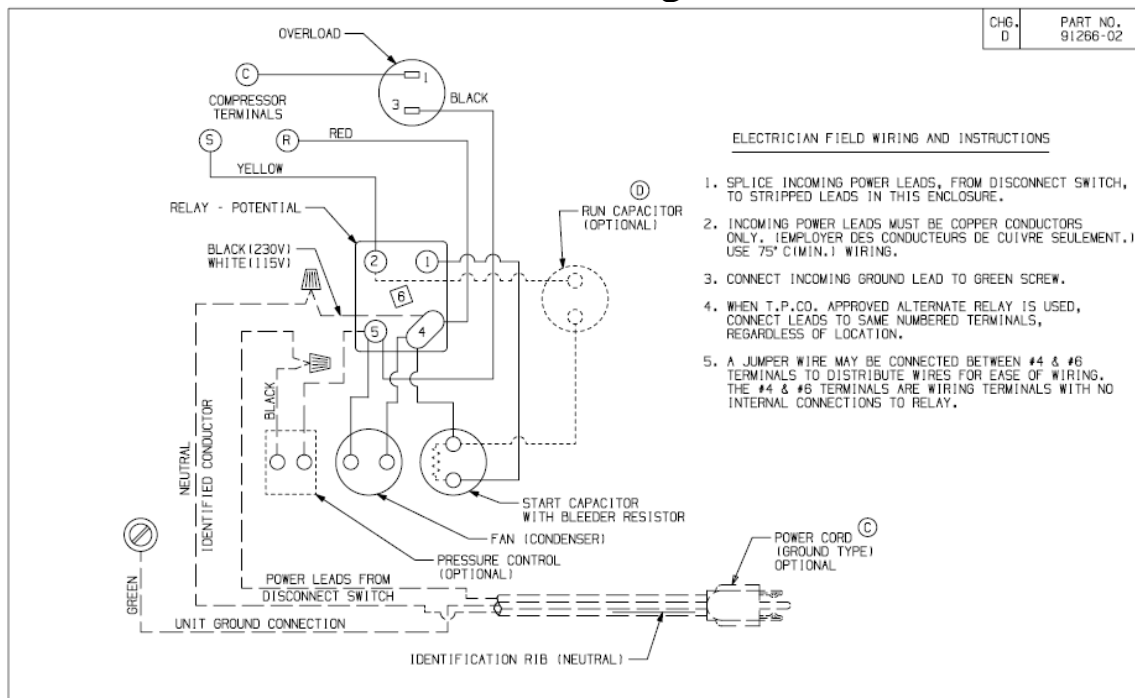 CHG. PART NO.
D 91266-02
OVERLOAD
C
1
3
BLACK
COMPRESSOR
TERMINALS
S
R
RED
YELLOW
RELAY - POTENTIAL
BLACK(230V)
WHITE(115V)
2
1
6
5
4
D
RUN CAPACITOR
(OPTIONAL)
BLACK
NEUTRAL
IDENTIFIED CONDUCTOR
START CAPACITOR
WITH BLEEDER RESISTOR
FAN (CONDENSER)
PRESSURE CONTROL
(OPTIONAL)
GREEN
POWER LEADS FROM
DISCONNECT SWITCH
UNIT GROUND CONNECTION
IDENTIFICATION RIB (NEUTRAL)
POWER CORD C
(GROUND TYPE)
OPTIONAL
ELECTRICIAN FIELD WIRING AND INSTRUCTIONS
1. SPLICE INCOMING POWER LEADS, FROM DISCONNECT SWITCH,
TO STRIPPED LEADS IN THIS ENCLOSURE.
2. INCOMING POWER LEADS MUST BE COPPER CONDUCTORS
ONLY. (EMPLOYER DES CONDUCTEURS DE CUIVRE SEULEMENT.)
USE 75° C(MIN.) WIRING.
3. CONNECT INCOMING GROUND LEAD TO GREEN SCREW.
4. WHEN T.P.CO. APPROVED ALTERNATE RELAY IS USED,
CONNECT LEADS TO SAME NUMBERED TERMINALS,
REGARDLESS OF LOCATION.
5. A JUMPER WIRE MAY BE CONNECTED BETWEEN #4 & #6
TERMINALS TO DISTRIBUTE WIRES FOR EASE OF WIRING.
THE #4 & #6 TERMINALS ARE WIRING TERMINALS WITH NO
INTERNAL CONNECTIONS TO RELAY.